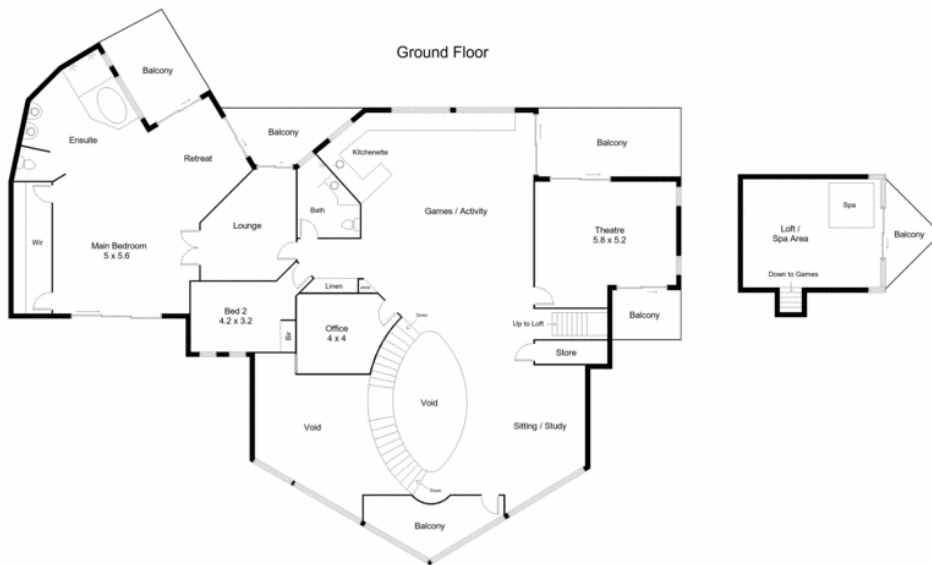 Ground Floor
Balcony
Ensuite
Retreat
Balcony
Kitchenette
Balcony
Bath
Games / Activity
Lounge
Wir
Main Bedroom
5 x 5.6
Theatre
5.8 x 5.2
Linen
Bed 2
4.2 x 3.2
Bir
Office
4 x 4
Down
Up to Loft
Balcony
Store
Void
Void
Sitting / Study
Down
Balcony
Loft /
Spa Area
Spa
Balcony
Down to Games